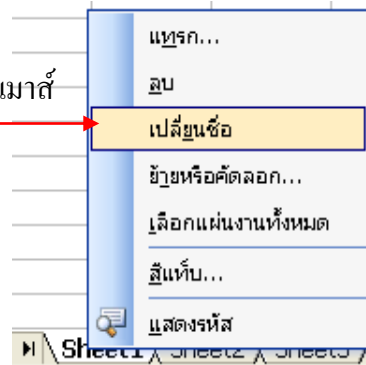 แทรก...
ลบ
นเมาส์
เปลี่ยนชื่อ
ย้ายหรือคัดลอก...
เลือกแผ่นงานทั้งหมด
สีแท็บ...
แสดงรหัส
Sheet1 Sheet2 Sheet3